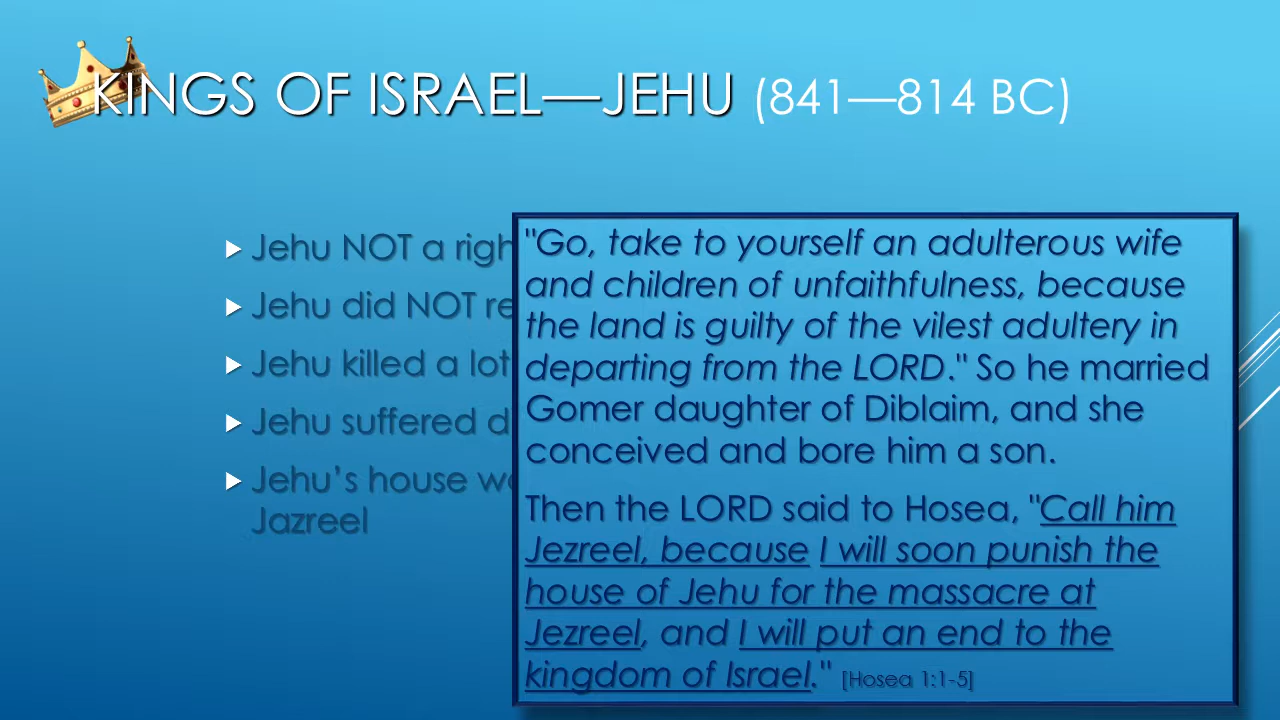 KINGS OF ISRAEL—JEHU (841—814 BC)
Jehu NOT a righ
Jehu did NOT re
Jehu killed a lot
Jehu suffered d
Jehu’s house wa
Jazreel
"Go, take to yourself an adulterous wife
and children of unfaithfulness, because
the land is guilty of the vilest adultery in
departing from the LORD." So he married
Gomer daughter of Diblaim, and she
conceived and bore him a son.
Then the LORD said to Hosea, "Call him
Jezreel, because I will soon punish the
house of Jehu for the massacre at
Jezreel, and I will put an end to the
kingdom of Israel." [Hosea 1:1-5]